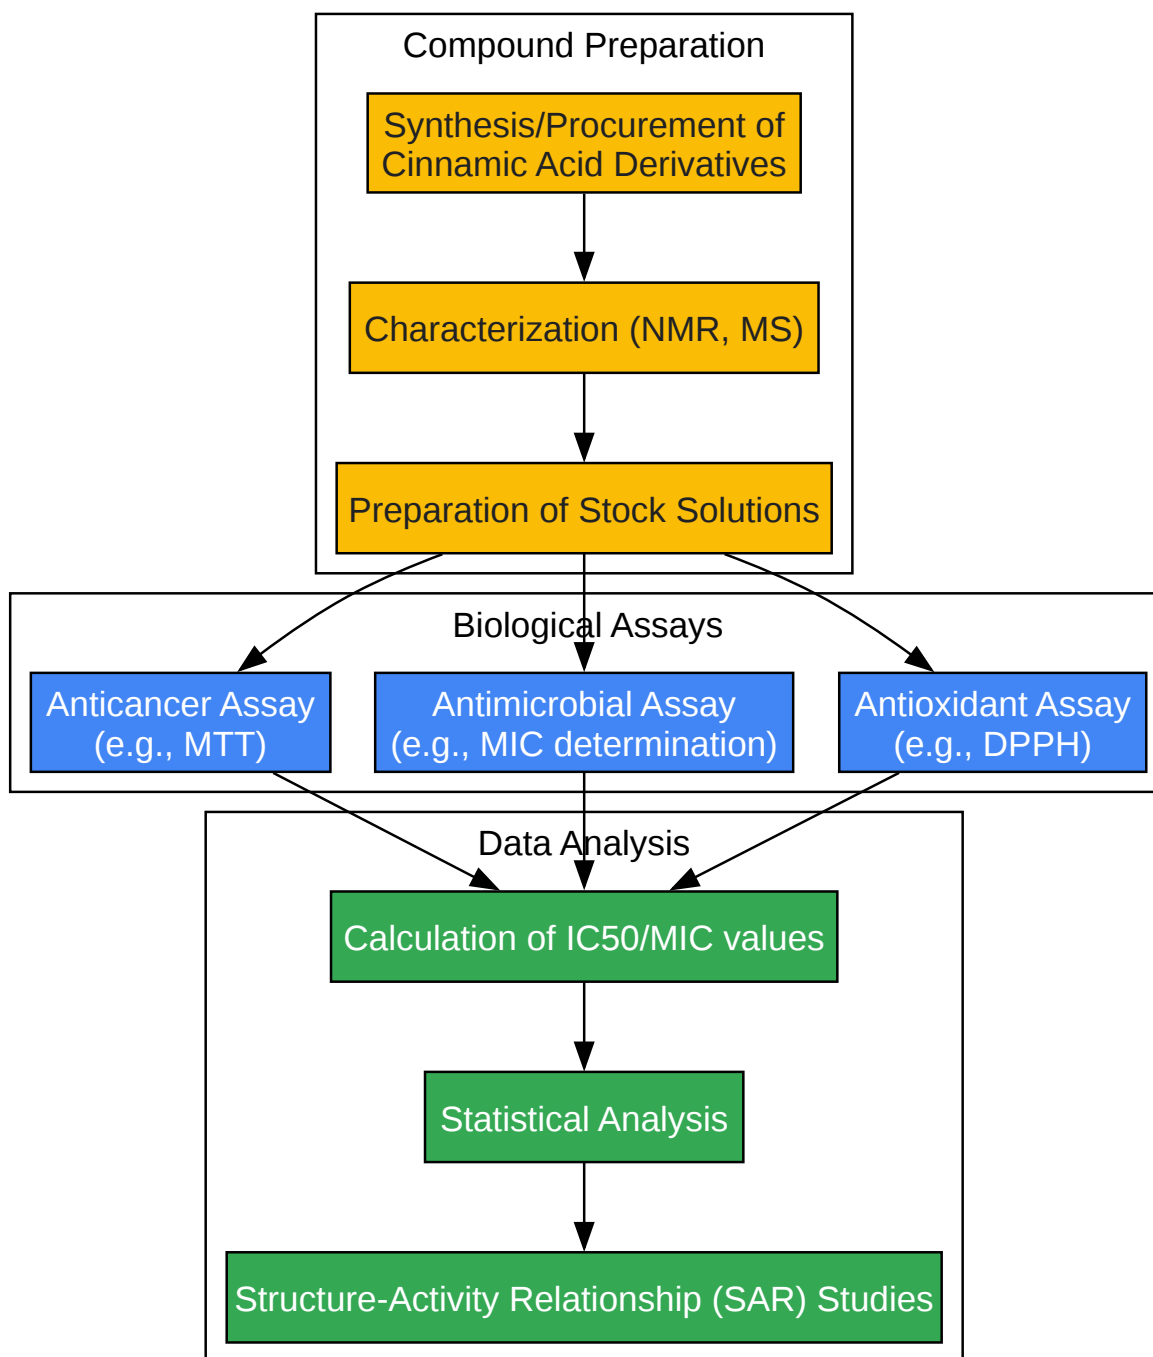 Compound Preparation
Synthesis/Procurement of
Cinnamic Acid Derivatives
Characterization (NMR, MS)
Preparation of Stock Solutions
Biological Assays
Anticancer Assay
(e.g., MTT)
Antimicrobial Assay
(e.g., MIC determination)
Antioxidant Assay
(e.g., DPPH)
Data Analysis
Calculation of IC50/MIC values
Statistical Analysis
Structure-Activity Relationship (SAR) Studies